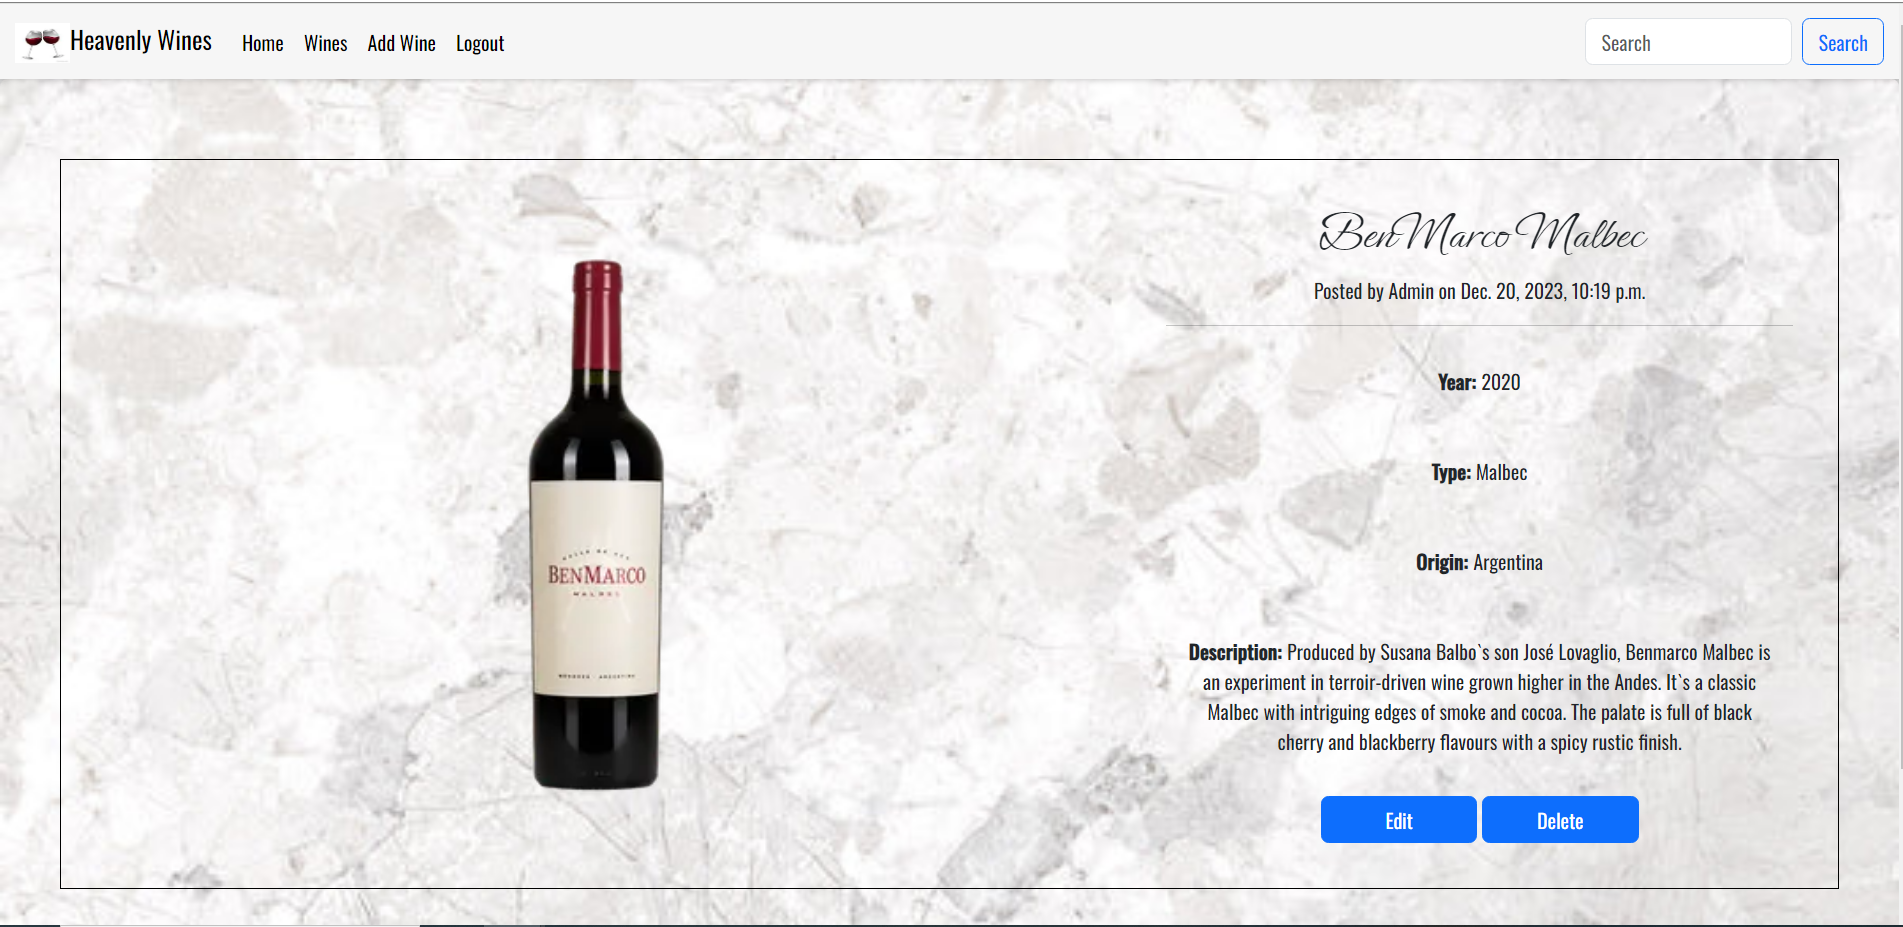 Heavenly Wines Home Wines Add Wine Logout Search Search
BenMarco Malbec
Posted by Admin on Dec. 20, 2023, 10:19 p.m.
Year: 2020
Type: Malbec
Origin: Argentina
Description: Produced by Susana Balbo`s son José Lovaglio, Benmarco Malbec is
an experiment in terroir-driven wine grown higher in the Andes. It`s a classic
Malbec with intriguing edges of smoke and cocoa. The palate is full of black
cherry and blackberry flavours with a spicy rustic finish.
Edit Delete
BENMARCO
MALBEC
MENDOZA - ARGENTINA